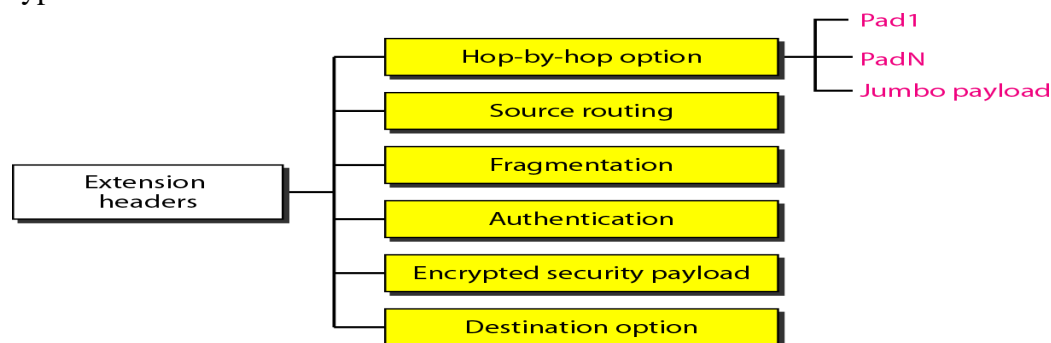 Hop-by-hop option
Pad1
PadN
Jumbo payload
Source routing
Fragmentation
Extension
headers
Authentication
Encrypted security payload
Destination option